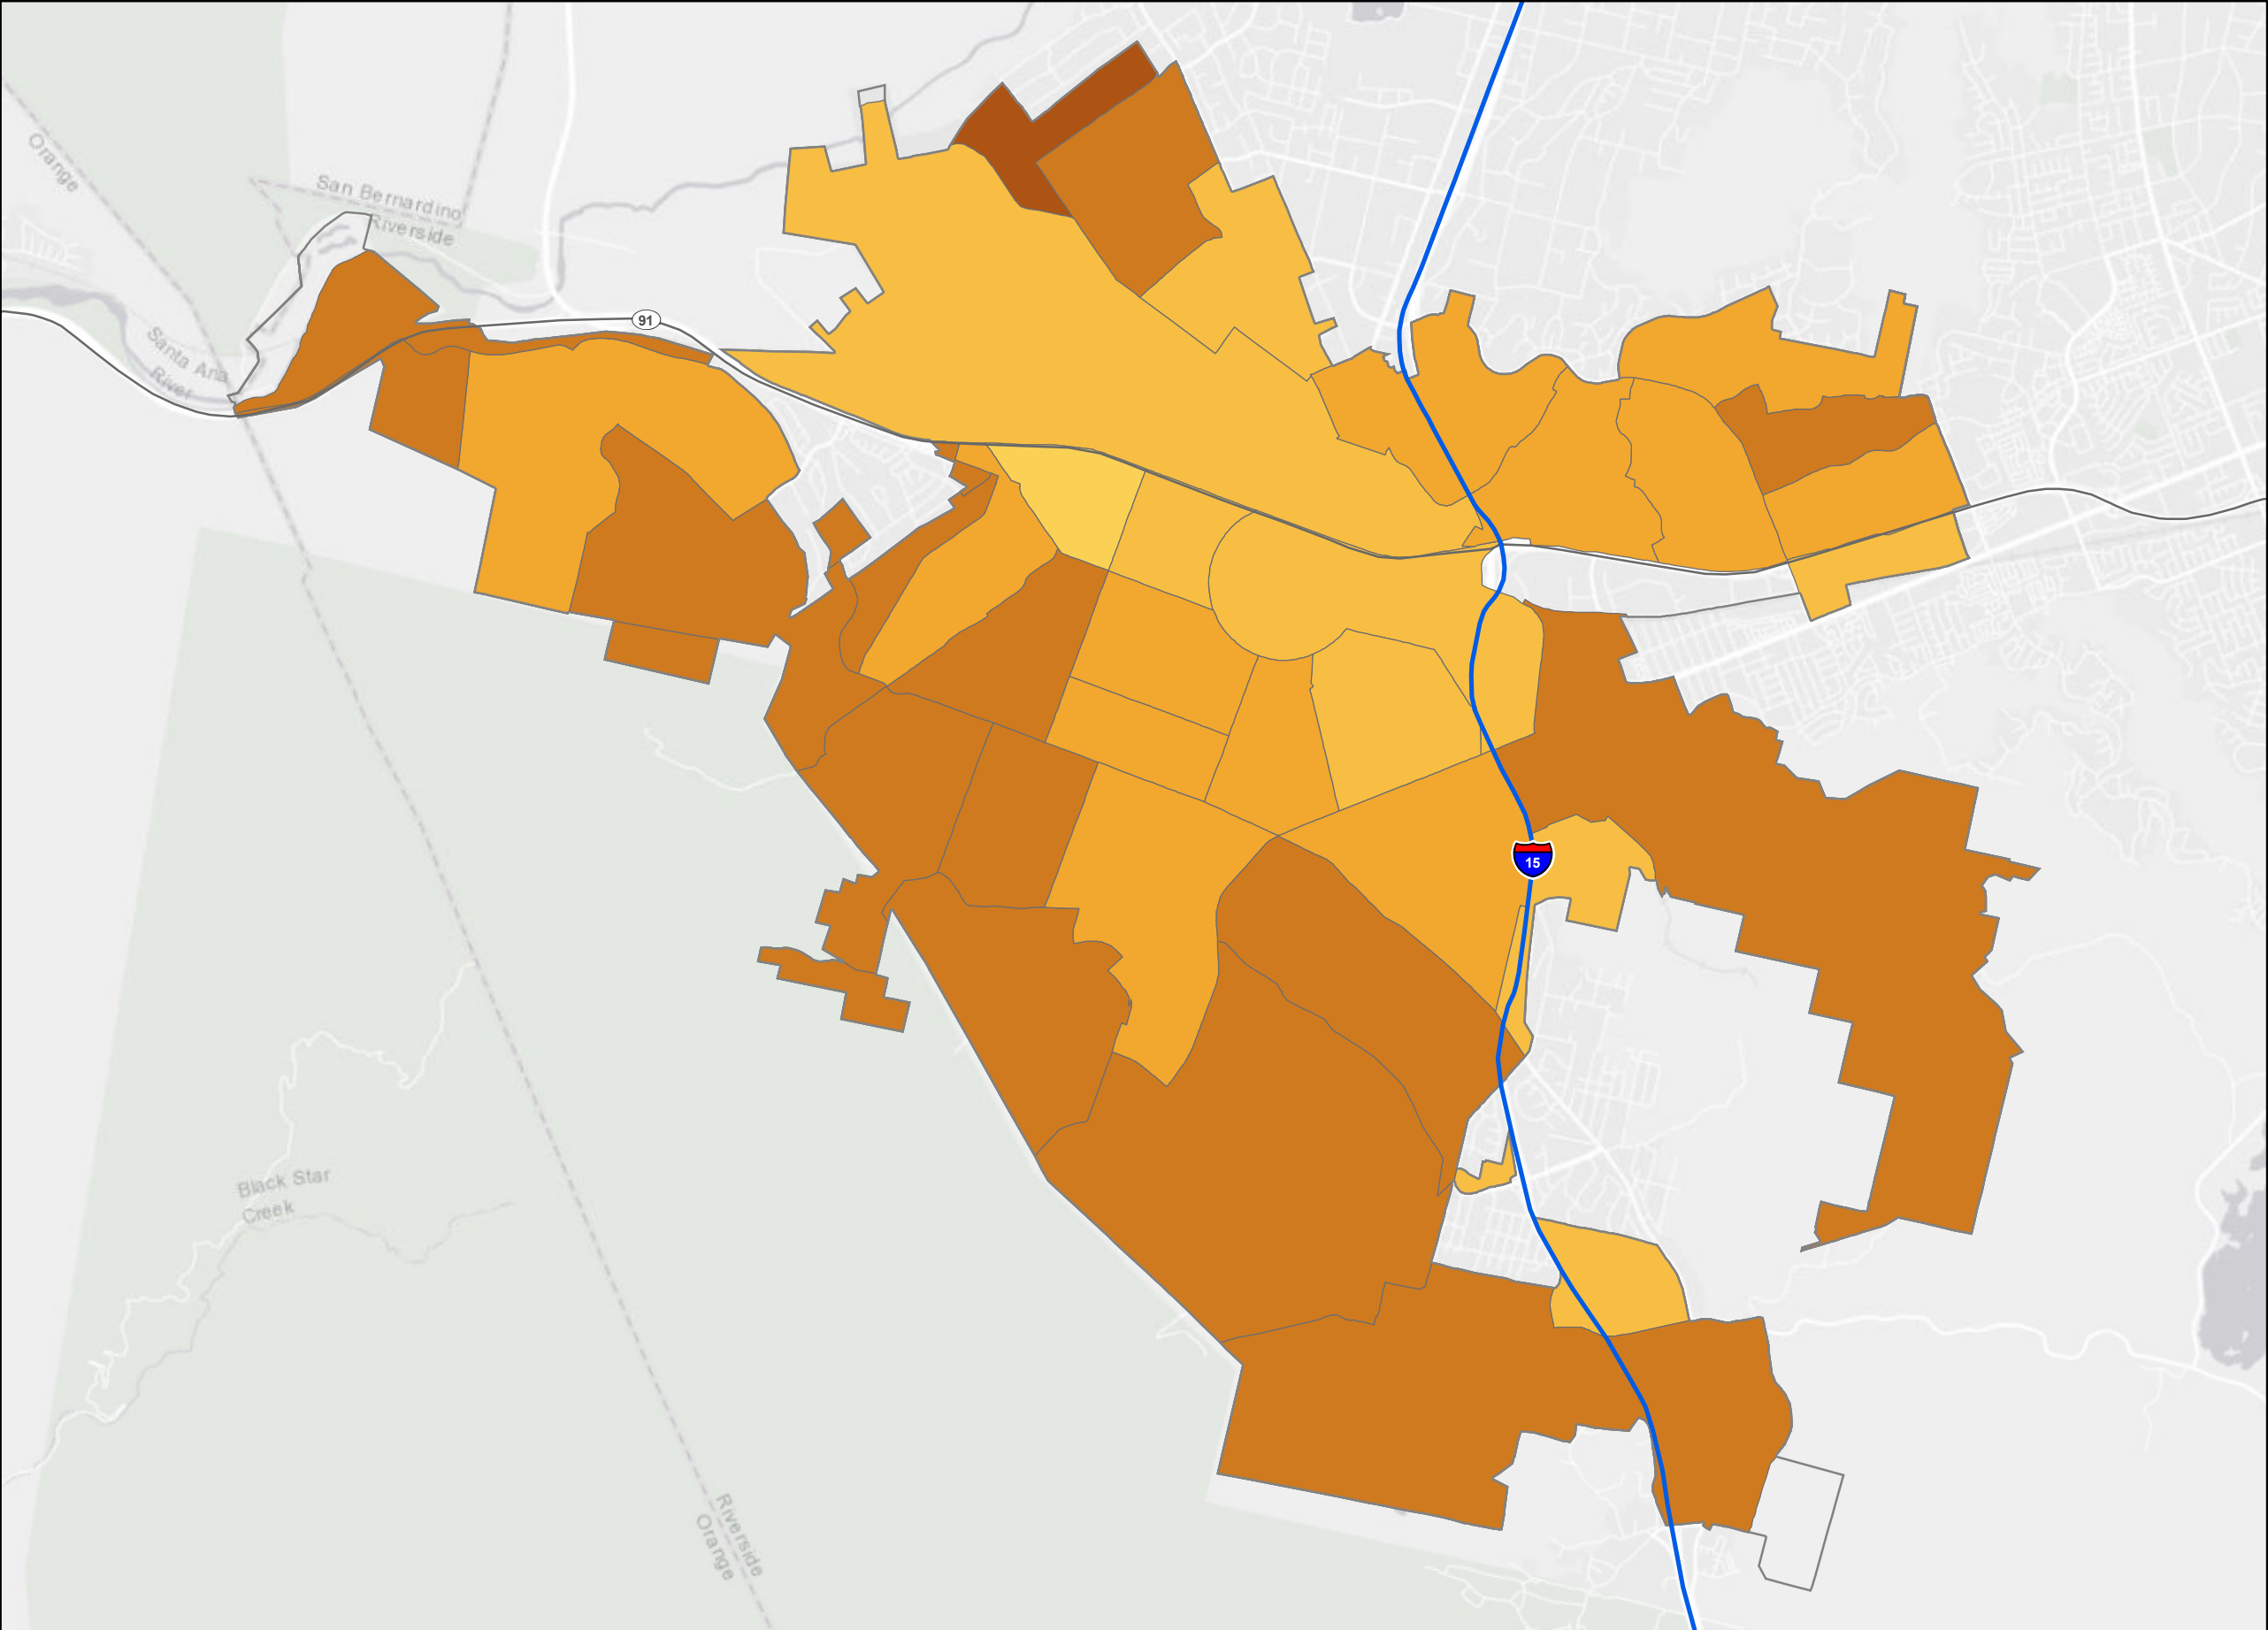 Orange
San Bernardino
Riverside
91
Santa Ana
River
15
Black Star
Creek
Riverside
Orange